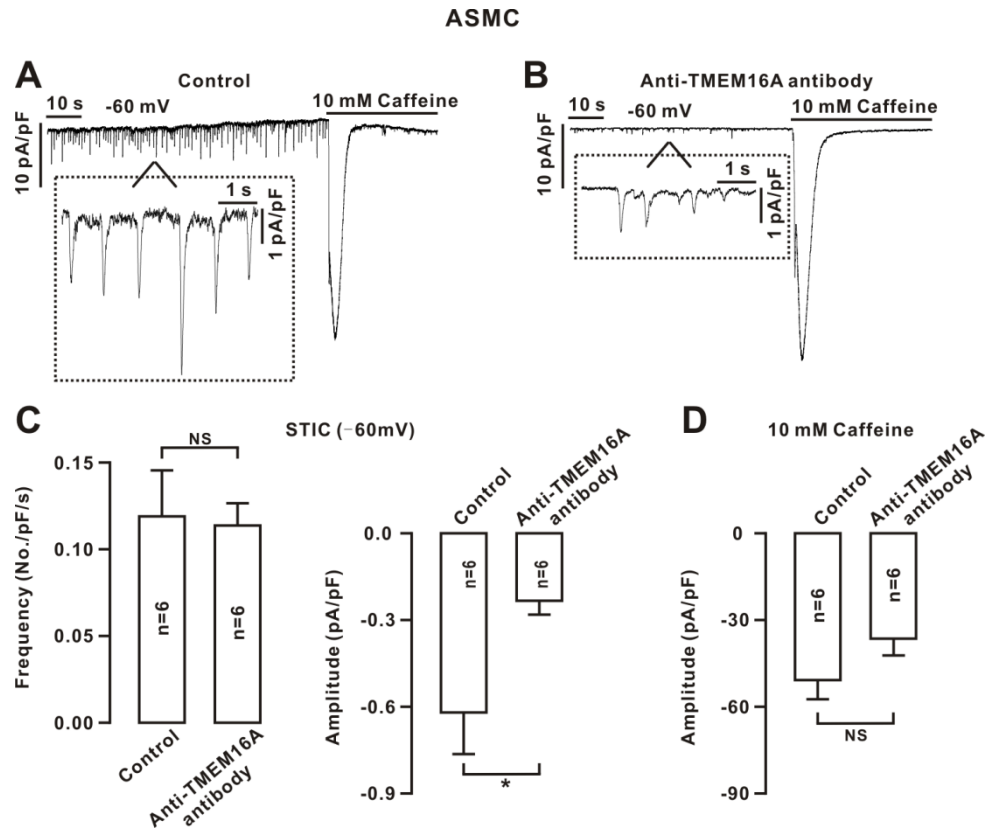 ASMC
A
Control
10 s
-60 mV
10 mM Caffeine
10 pA/pF
1 s
1 pA/pF
B
Anti-TMEM16A antibody
10 s
-60 mV
10 mM Caffeine
10 pA/pF
1 s
1 pA/pF
C
STIC (−60mV)
NS
Frequency (No./pF/s)
0.15
0.10
0.05
0.00
n=6
n=6
Control
Anti-TMEM16A
antibody
Control
Anti-TMEM16A
antibody
Amplitude (pA/pF)
0.0
-0.3
-0.6
-0.9
n=6
n=6
*
D
10 mM Caffeine
Control
Anti-TMEM16A
antibody
Amplitude (pA/pF)
0
-30
-60
-90
n=6
n=6
NS